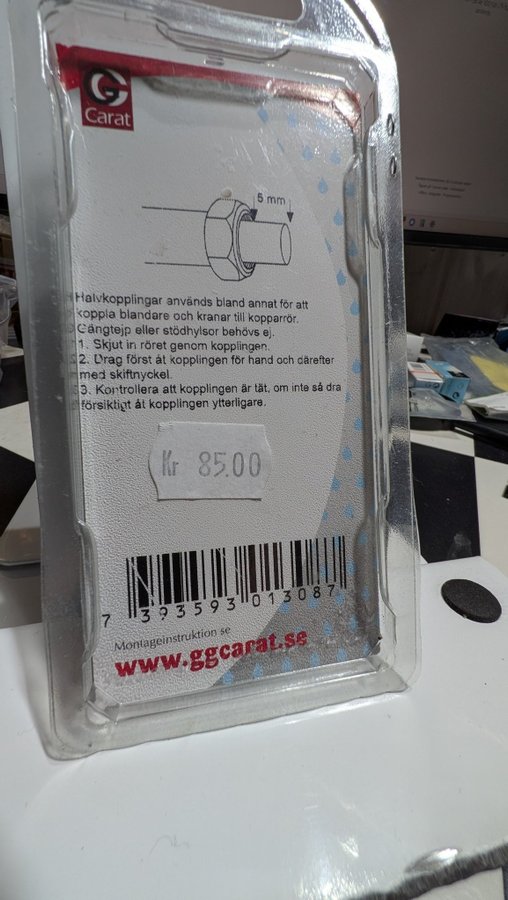 G
Carat
5 mm
Halvkopplingar används bland annat för att
koppla blandare och kranar till kopparrör.
Gängtejp eller stödhylsor behövs ej.
1. Skjut in röret genom kopplingen.
2. Drag först åt kopplingen för hand och därefter
med skiftnyckel.
3. Kontrollera att kopplingen är tät, om inte så dra
försiktigt åt kopplingen ytterligare.
Kr 85.00
7 393593 013087
Montageinstruktion se
www.ggcarat.se